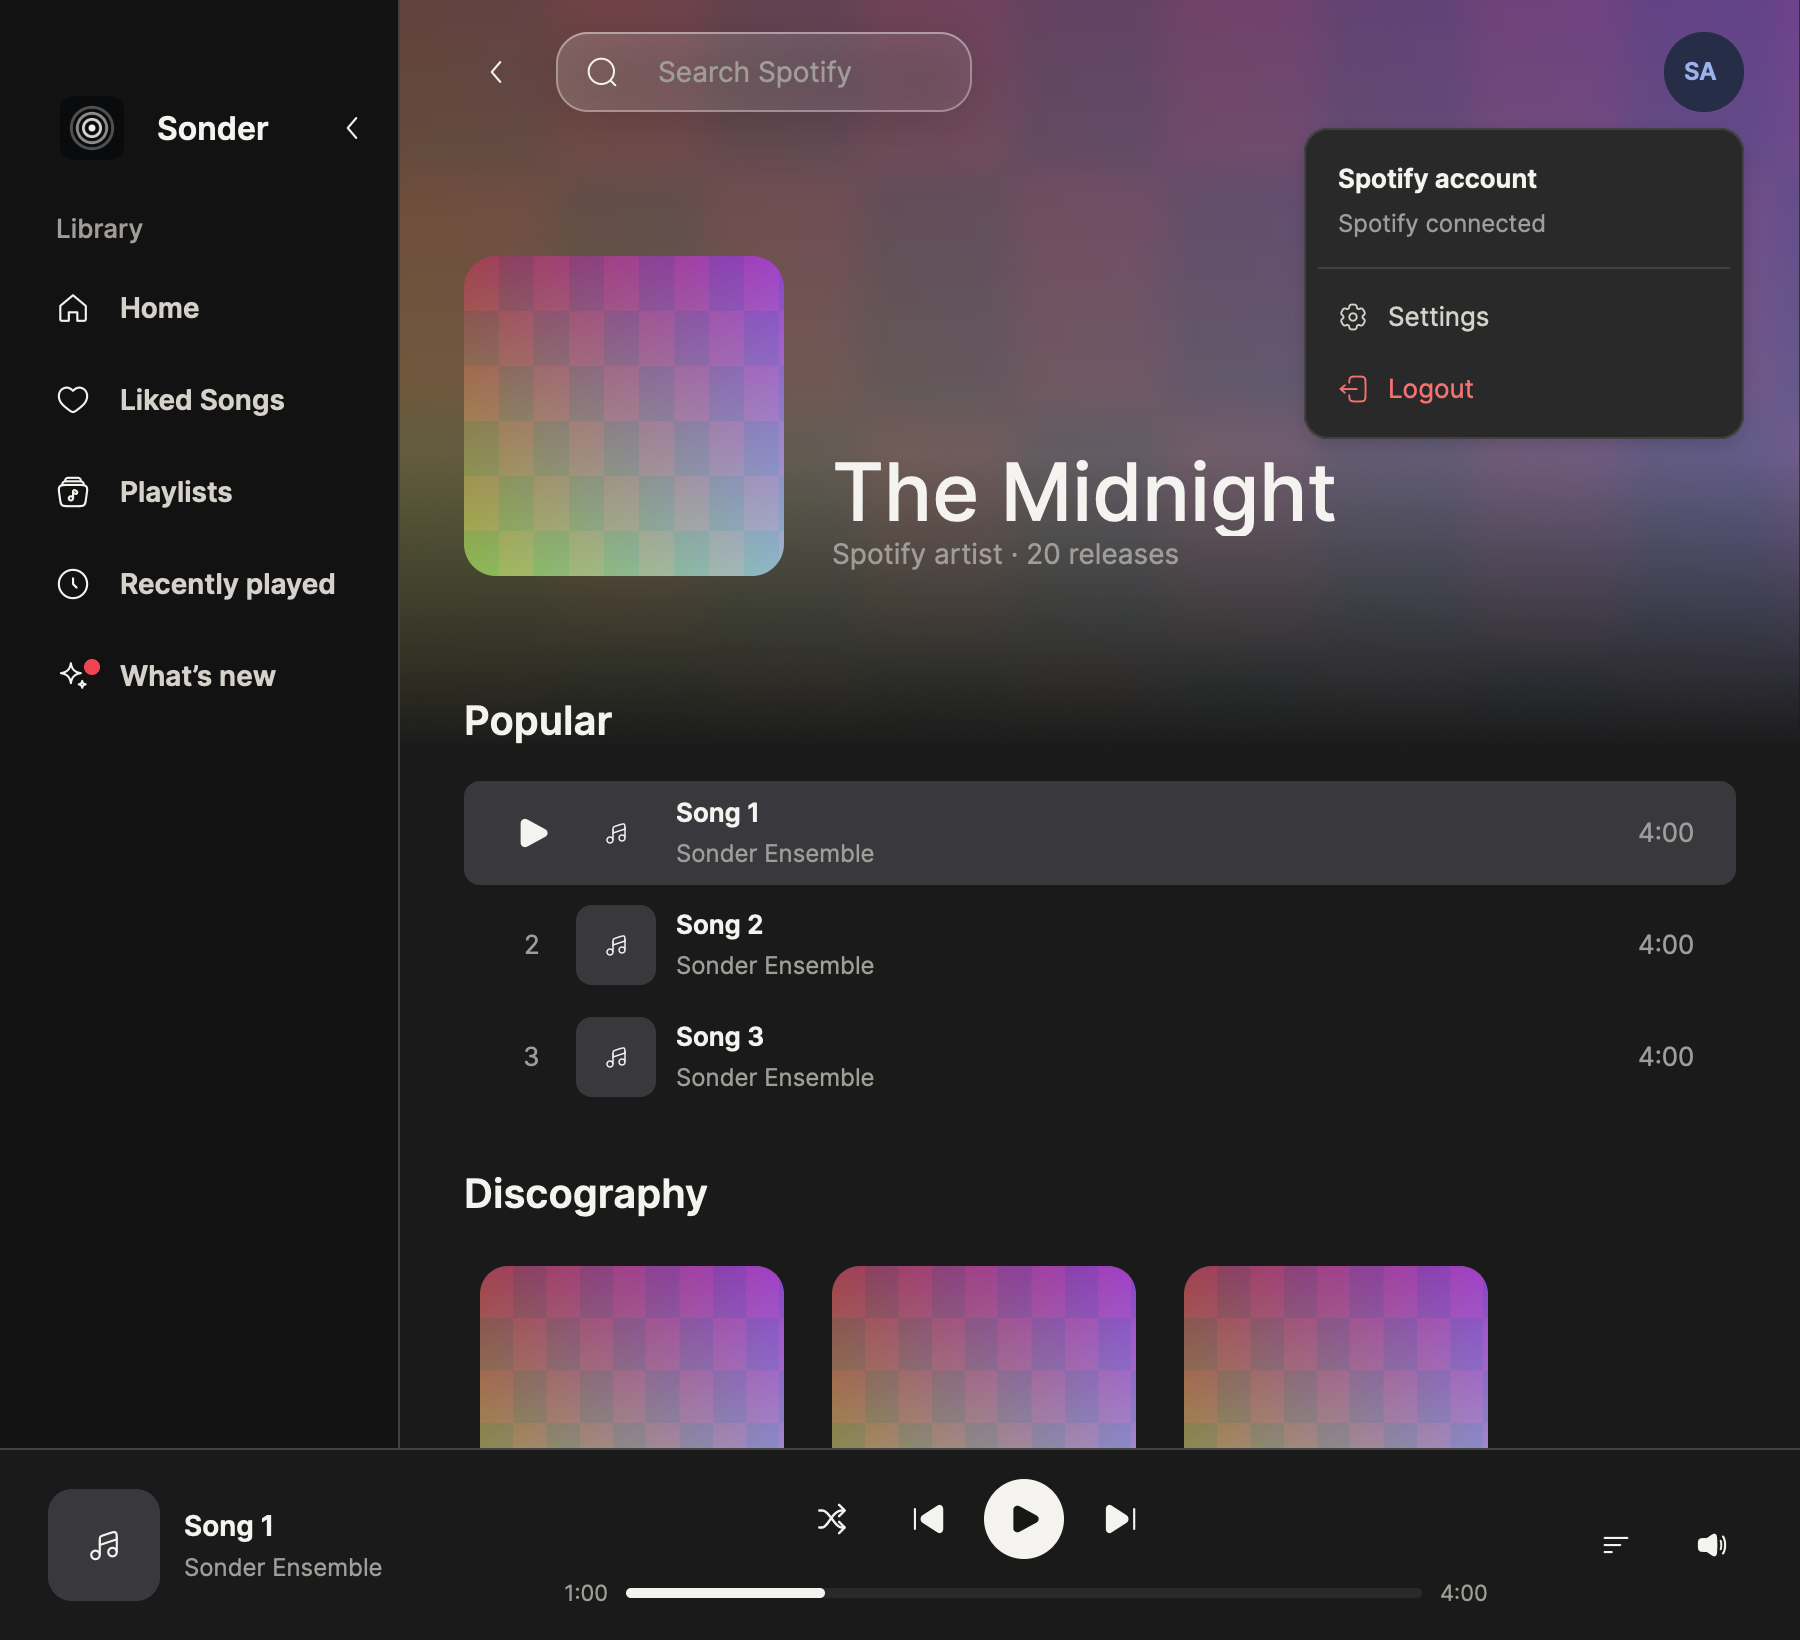 Sonder
Library
Home
Liked Songs
Playlists
Recently played
What’s new
Search Spotify
SA
Spotify account
Spotify connected
Settings
Logout
The Midnight
Spotify artist · 20 releases
Popular
Song 1
Sonder Ensemble
4:00
2
Song 2
Sonder Ensemble
4:00
3
Song 3
Sonder Ensemble
4:00
Discography
Song 1
Sonder Ensemble
1:00
4:00